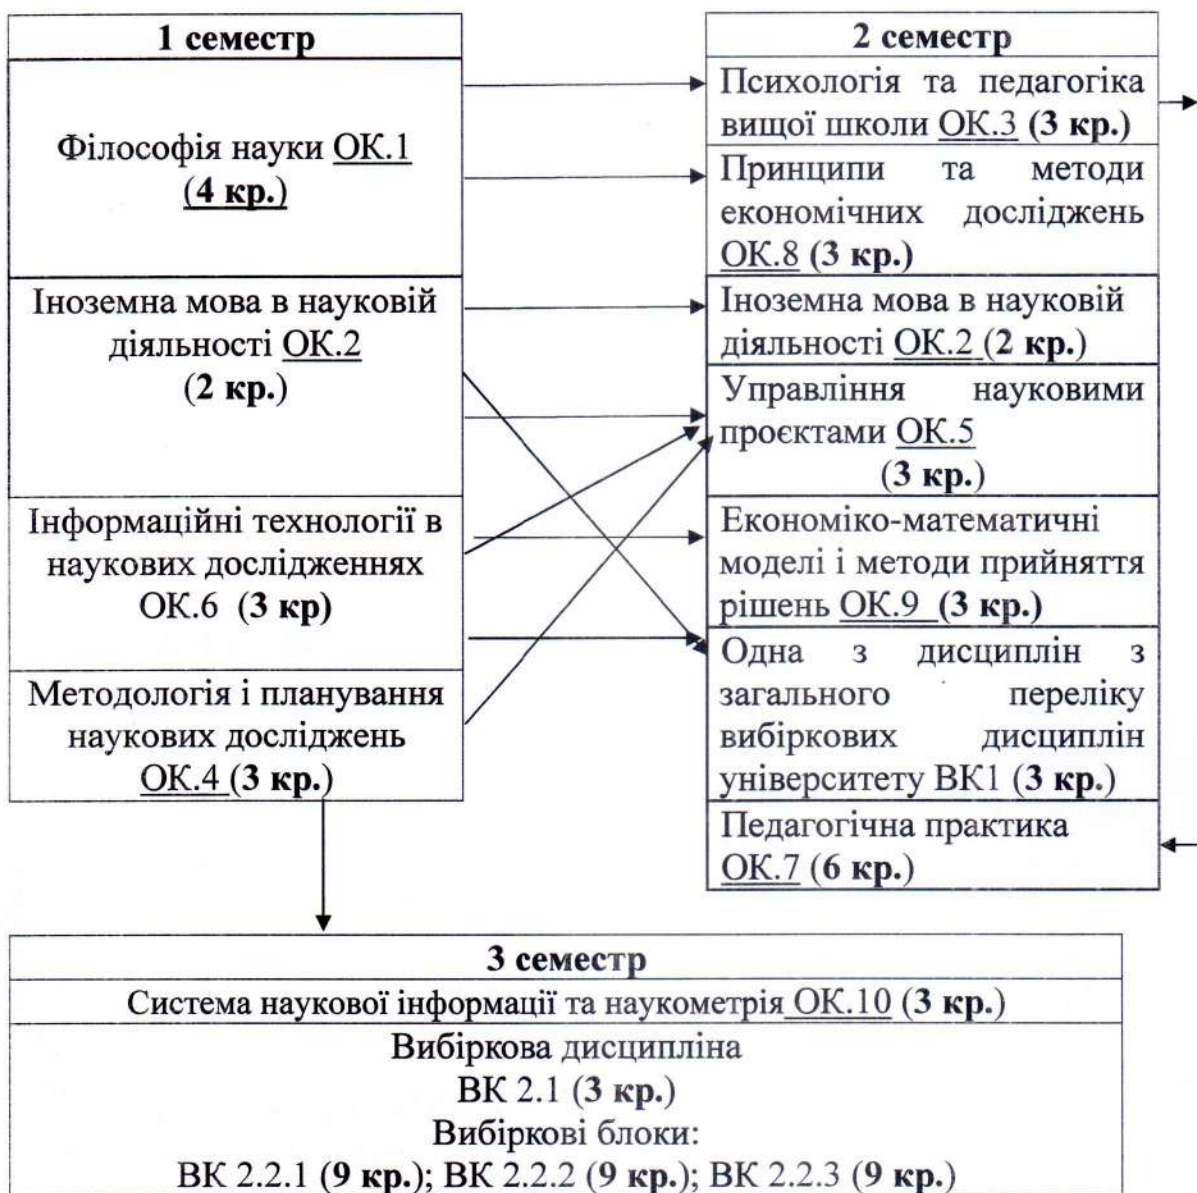 1 семестр
Філософія науки ОК.1
(4 кр.)
Іноземна мова в науковій
діяльності ОК.2
(2 кр.)
Інформаційні технології в
наукових дослідженнях
ОК.6 (3 кр)
Методологія і планування
наукових досліджень
ОК.4 (3 кр.)
2 семестр
Психологія та педагогіка
вищої школи ОК.3 (3 кр.)
Принципи та методи
економічних досліджень
ОК.8 (3 кр.)
Іноземна мова в науковій
діяльності ОК.2 (2 кр.)
Управління науковими
проєктами ОК.5
(3 кр.)
Економіко-математичні
моделі і методи прийняття
рішень ОК.9 (3 кр.)
Одна з дисциплін з
загального переліку
вибіркових дисциплін
університету ВК1 (3 кр.)
Педагогічна практика
ОК.7 (6 кр.)
3 семестр
Система наукової інформації та наукометрія ОК.10 (3 кр.)
Вибіркова дисципліна
ВК 2.1 (3 кр.)
Вибіркові блоки:
ВК 2.2.1 (9 кр.); ВК 2.2.2 (9 кр.); ВК 2.2.3 (9 кр.)